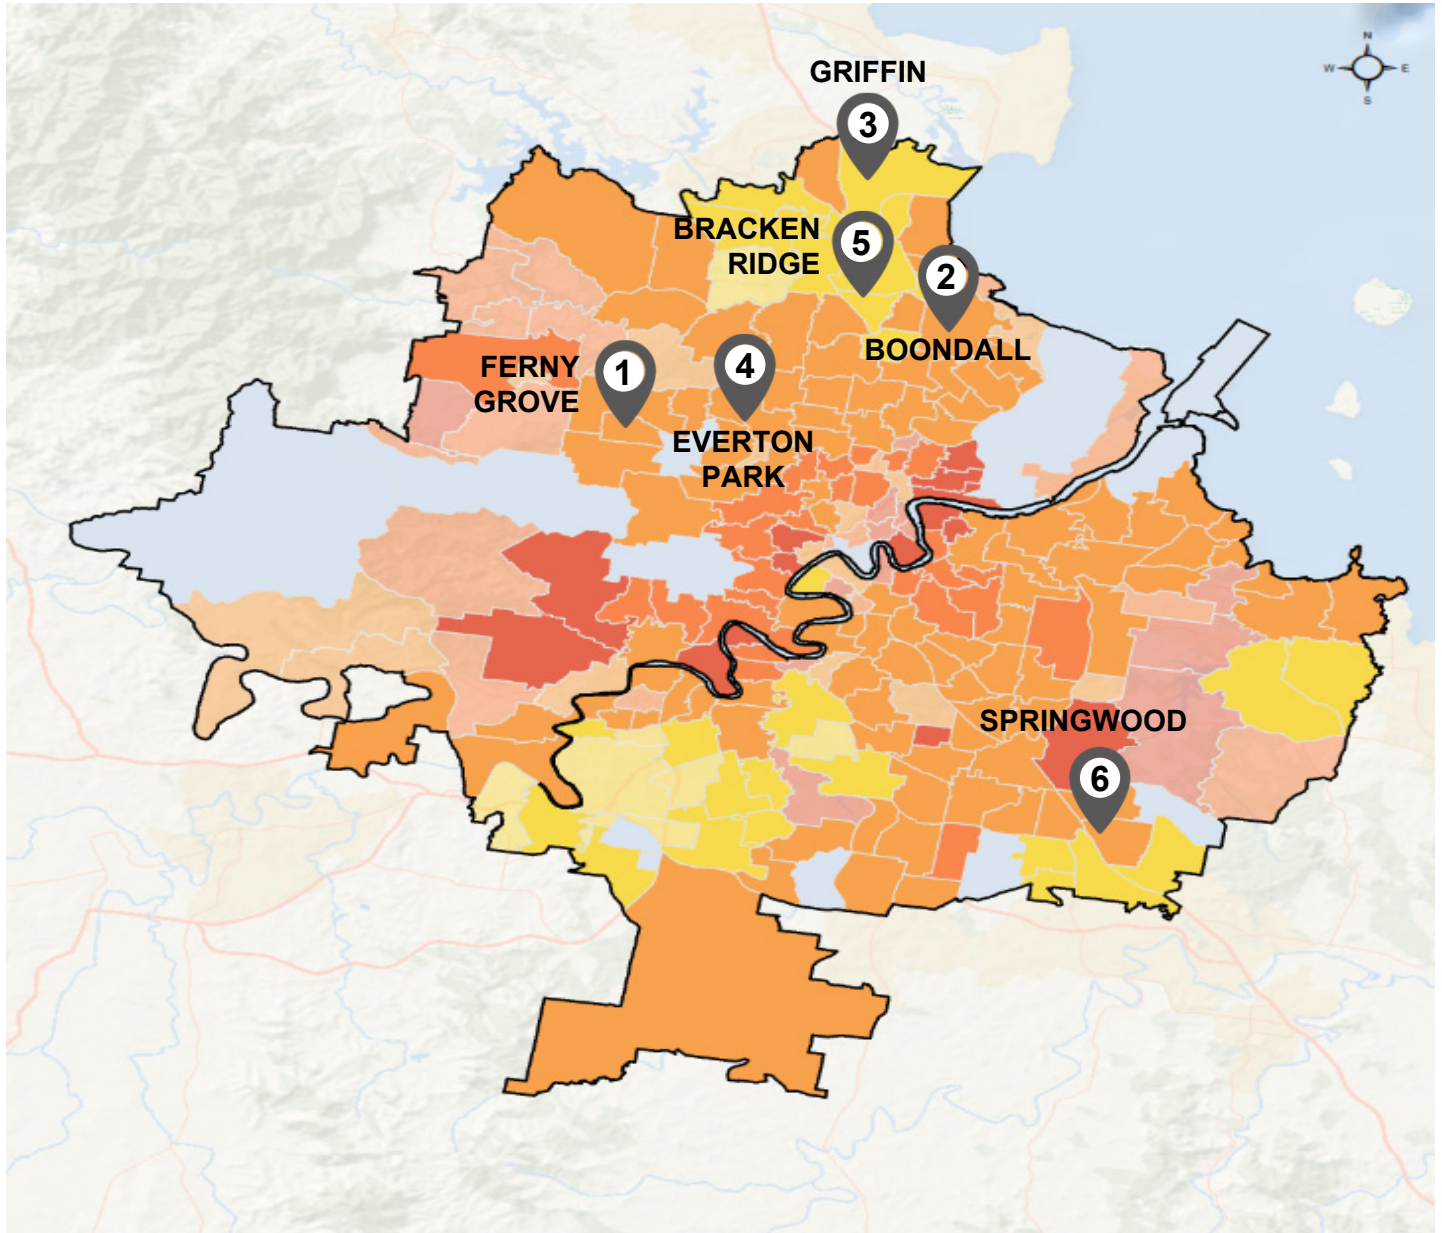 N
W E
S
GRIFFIN
3
BRACKEN
RIDGE
5
2
BOONDALL
FERNY
GROVE
1
4
EVERTON
PARK
SPRINGWOOD
6